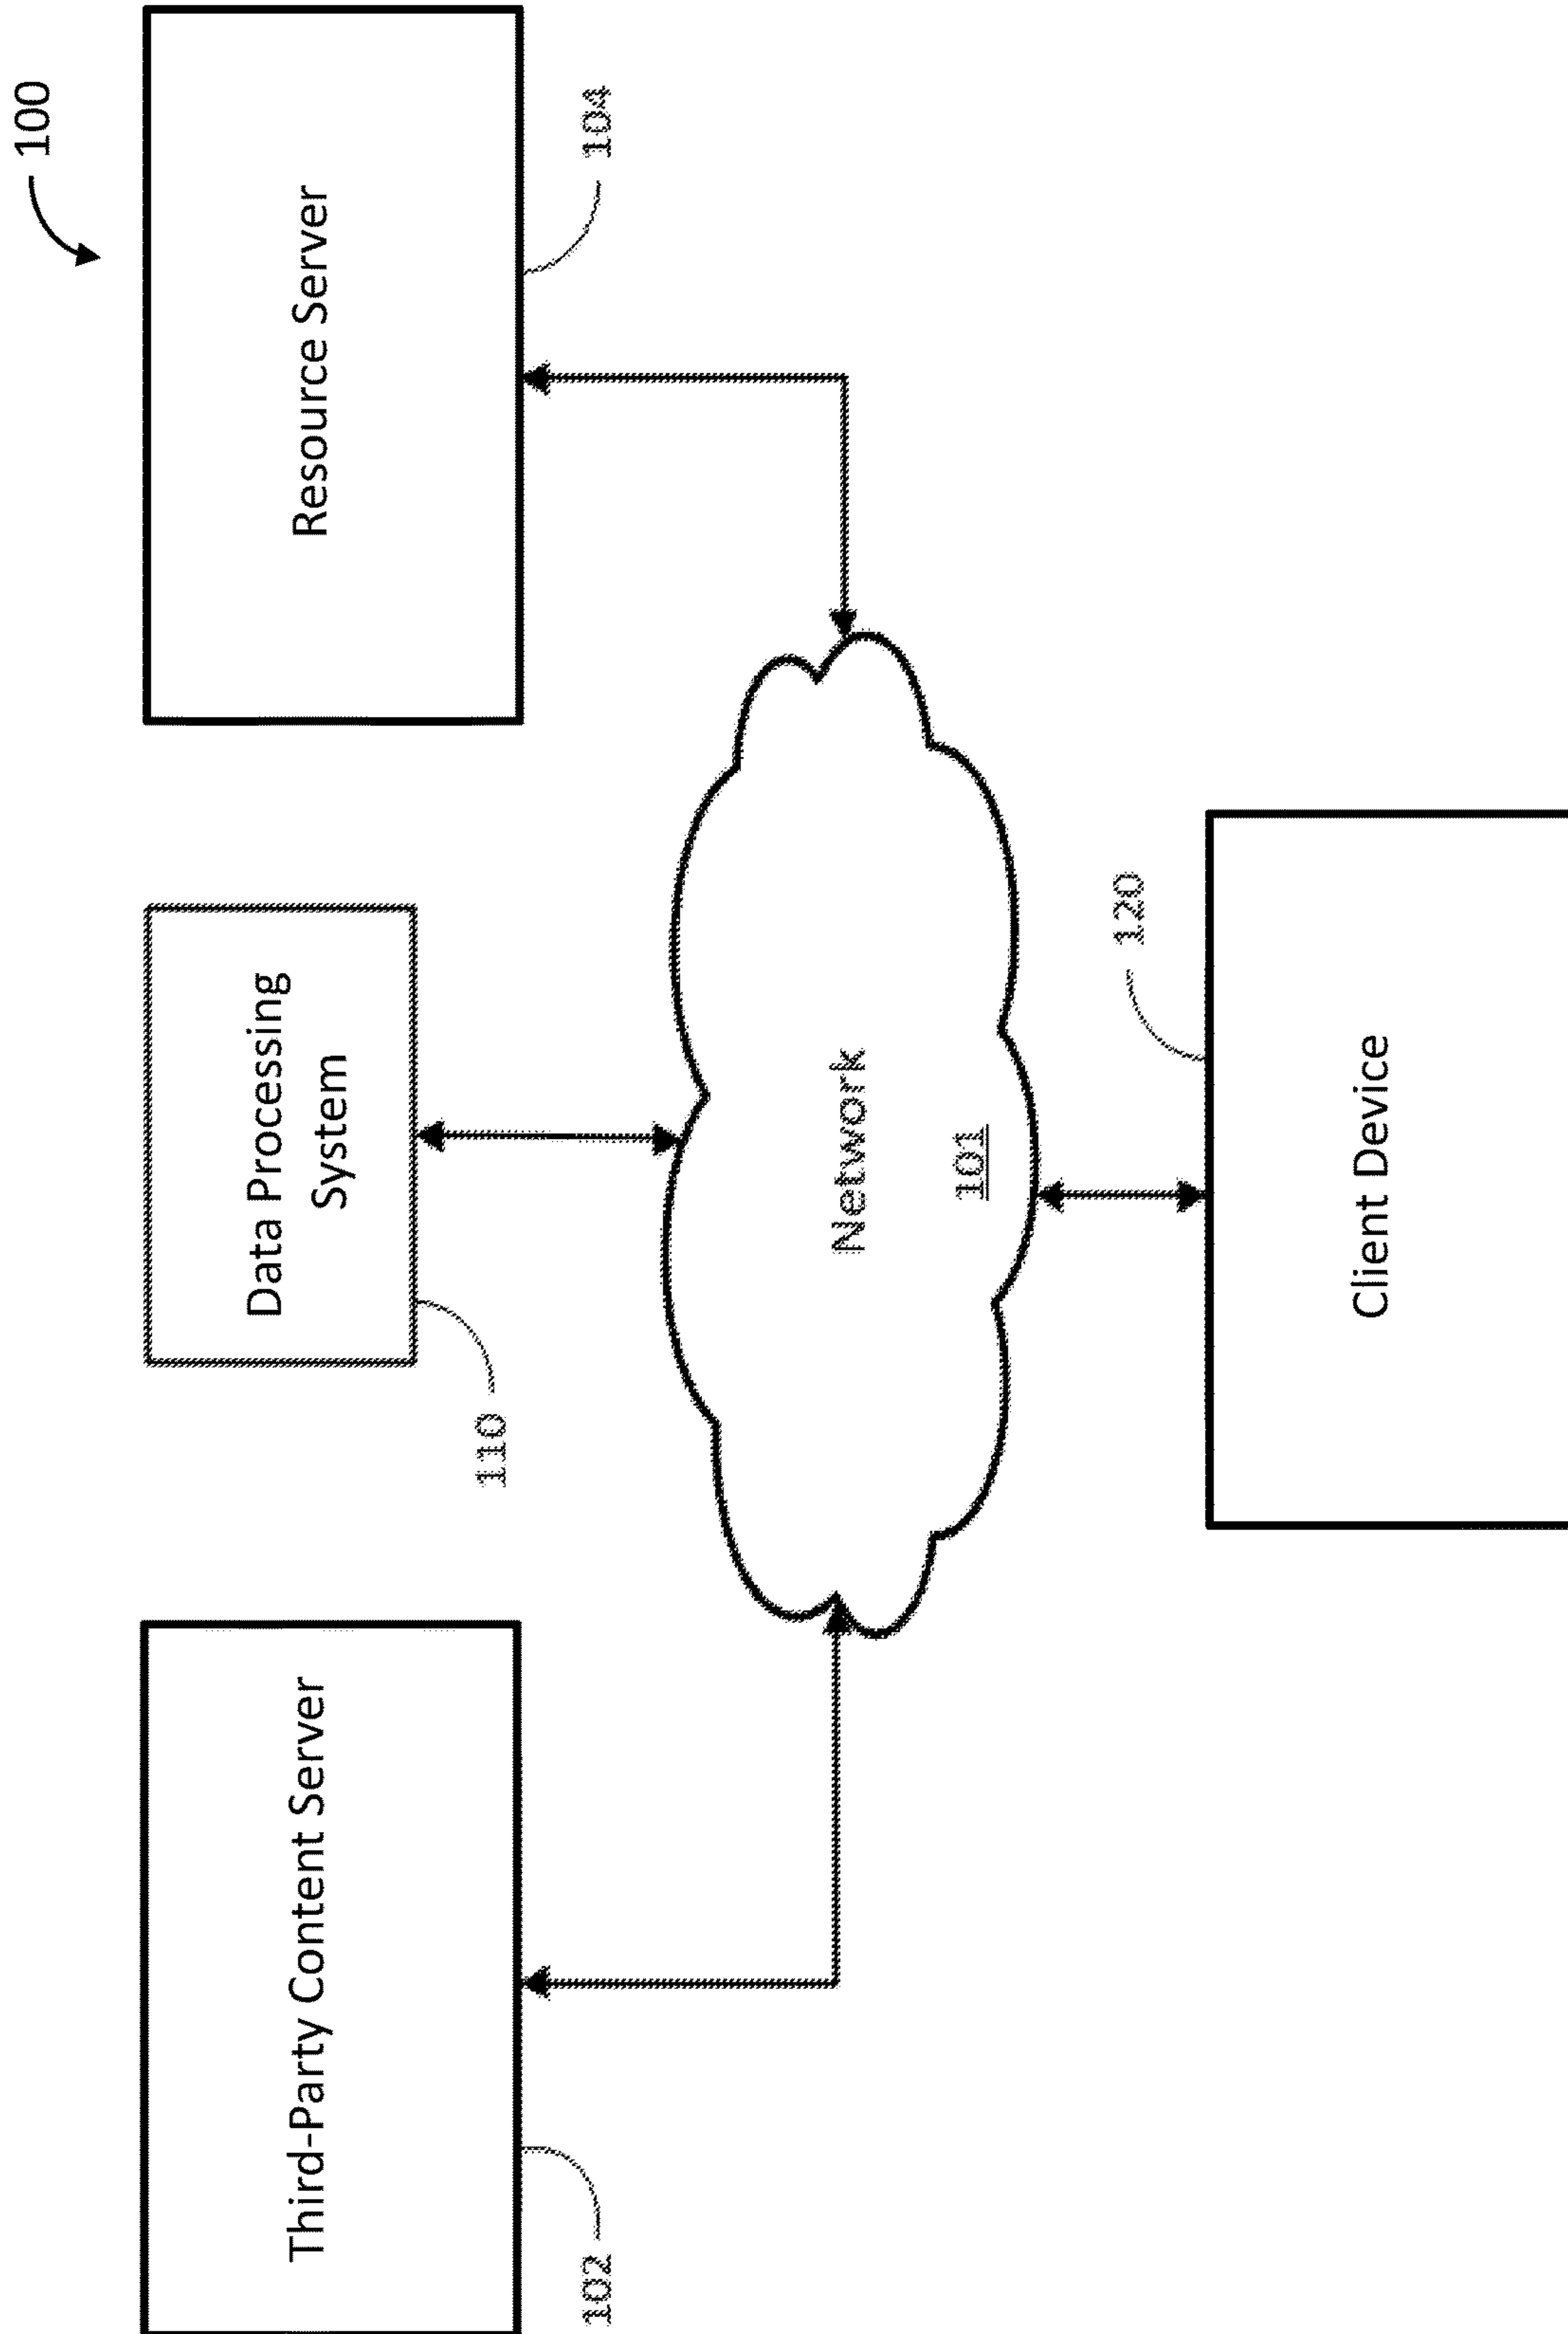 100
Third-Party Content Server
102
Data Processing
System
110
Resource Server
104
Network
101
120
Client Device